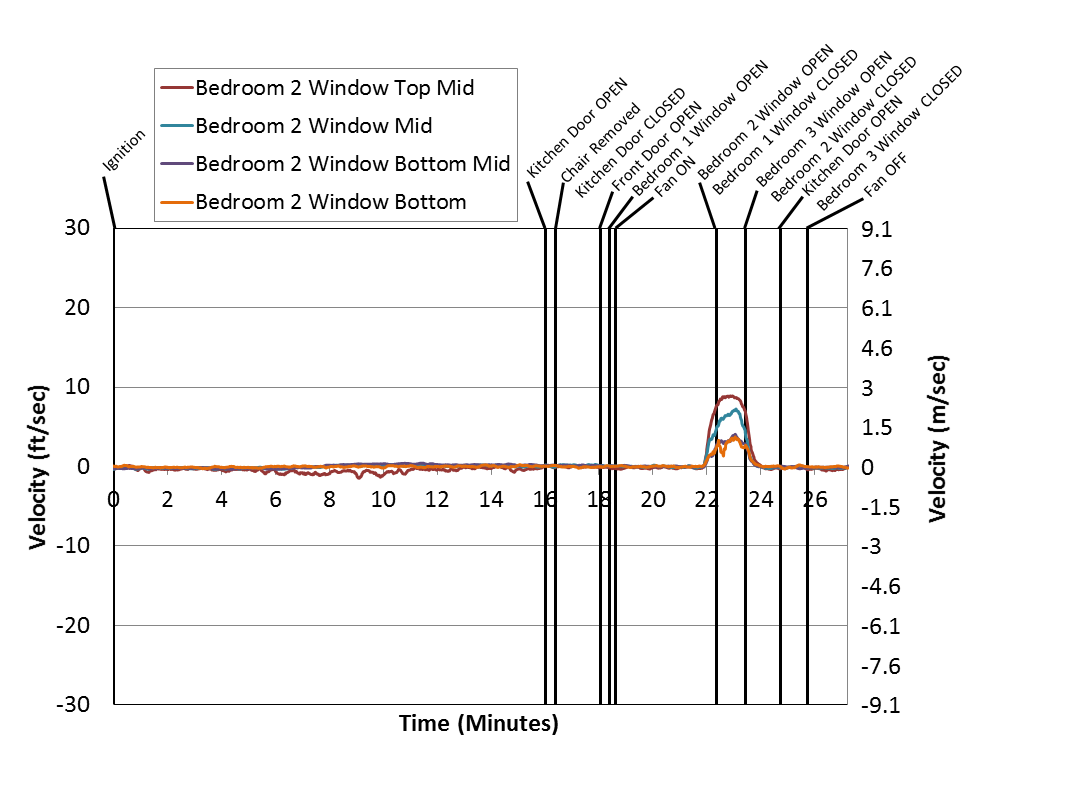 Bedroom 2 Window Top Mid
Bedroom 2 Window Mid
Bedroom 2 Window Bottom Mid
Bedroom 2 Window Bottom
Ignition
Kitchen Door OPEN
Chair Removed
Kitchen Door CLOSED
Front Door OPEN
Bedroom 1 Window OPEN
Fan ON
Bedroom 2 Window OPEN
Bedroom 1 Window CLOSED
Bedroom 3 Window OPEN
Bedroom 2 Window CLOSED
Kitchen Door OPEN
Bedroom 3 Window CLOSED
Fan OFF
Velocity (ft/sec)
30
20
10
0
-10
-20
-30
0 2 4 6 8 10 12 14 16 18 20 22 24 26
Time (Minutes)
9.1
7.6
6.1
4.6
3
1.5
0
-1.5
-3
-4.6
-6.1
-7.6
-9.1
Velocity (m/sec)